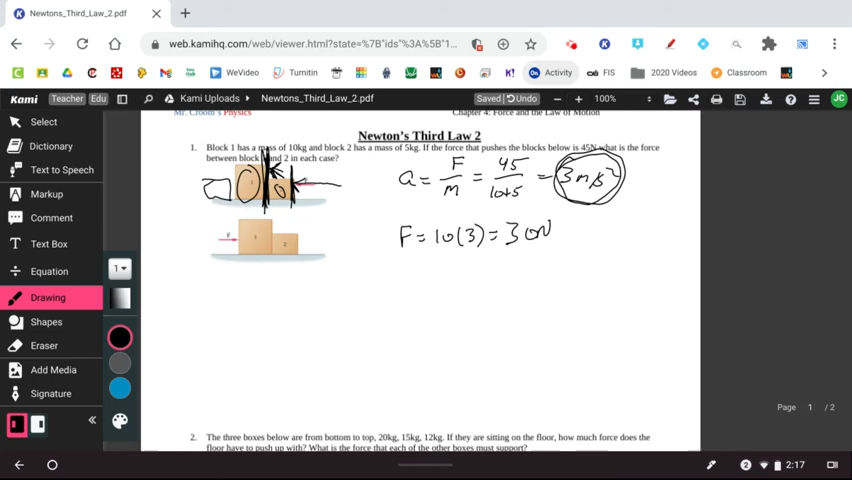 Newtons_Third_Law_2.pdf
web.kamihq.com/web/viewer.html?state=%7B"ids"%3A%5B"1...
WeVideo Turnitin K! Activity FIS 2020 Videos Classroom
Kami Teacher Edu Kami Uploads Newtons_Third_Law_2.pdf Saved Undo 100% JC
Select
Dictionary
Text to Speech
Markup
Comment
Text Box
Equation
Drawing
Shapes
Eraser
Add Media
Signature
1
Mr. Croom's Physics Chapter 4: Force and the Law of Motion
Newton's Third Law 2
1. Block 1 has a mass of 10kg and block 2 has a mass of 5kg. If the force that pushes the blocks below is 45N what is the force
between block 1 and 2 in each case?
a = F/m = 45/10+5 = 3m/s²
F = 10(3) = 30N
F 1 2
2. The three boxes below are from bottom to top, 20kg, 15kg, 12kg. If they are sitting on the floor, how much force does the
floor have to push up with? What is the force that each of the other boxes must support?
Page 1 / 2
2 2:17